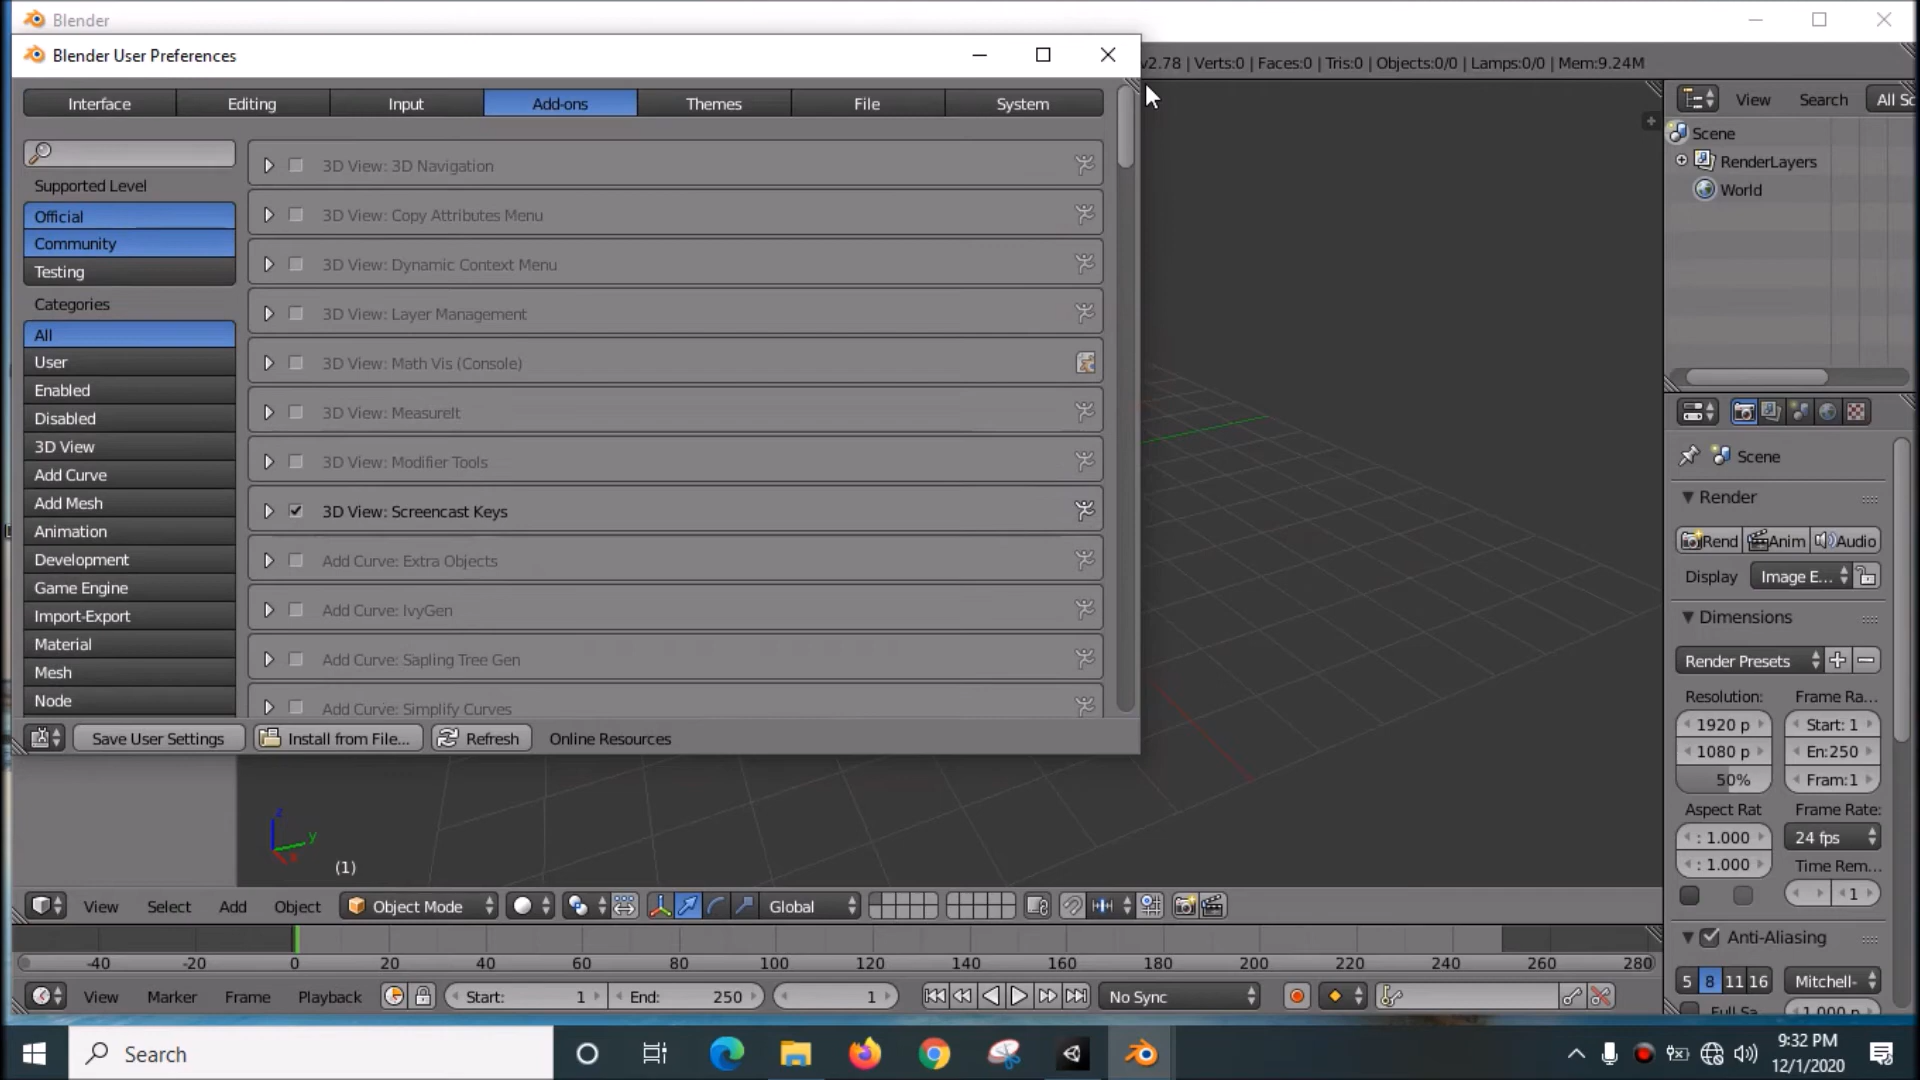 Blender
Blender User Preferences
v2.78 | Verts:0 | Faces:0 | Tris:0 | Objects:0/0 | Lamps:0/0 | Mem:9.24M
Interface
Editing
Input
Add-ons
Themes
File
System
Supported Level
Official
Community
Testing
Categories
All
User
Enabled
Disabled
3D View
Add Curve
Add Mesh
Animation
Development
Game Engine
Import-Export
Material
Mesh
Node
3D View: 3D Navigation
3D View: Copy Attributes Menu
3D View: Dynamic Context Menu
3D View: Layer Management
3D View: Math Vis (Console)
3D View: MeasureIt
3D View: Modifier Tools
3D View: Screencast Keys
Add Curve: Extra Objects
Add Curve: IvyGen
Add Curve: Sapling Tree Gen
Add Curve: Simplify Curves
Save User Settings
Install from File...
Refresh
Online Resources
View
Search
All Sc
Scene
RenderLayers
World
Scene
Render
Rend
Anim
Audio
Display
Image E...
Dimensions
Render Presets
Resolution:
Frame Ra...
1920 p
Start: 1
1080 p
En:250
50%
Fram:1
Aspect Rat
Frame Rate:
: 1.000
24 fps
: 1.000
Time Rem...
1
Anti-Aliasing
5 8 11 16
Mitchell-
Full Sa
1.000 p
z
y
x
(1)
View
Select
Add
Object
Object Mode
Global
-40 -20 0 20 40 60 80 100 120 140 160 180 200 220 240 260 280
View
Marker
Frame
Playback
Start: 1
End: 250
1
No Sync
Search
9:32 PM
12/1/2020